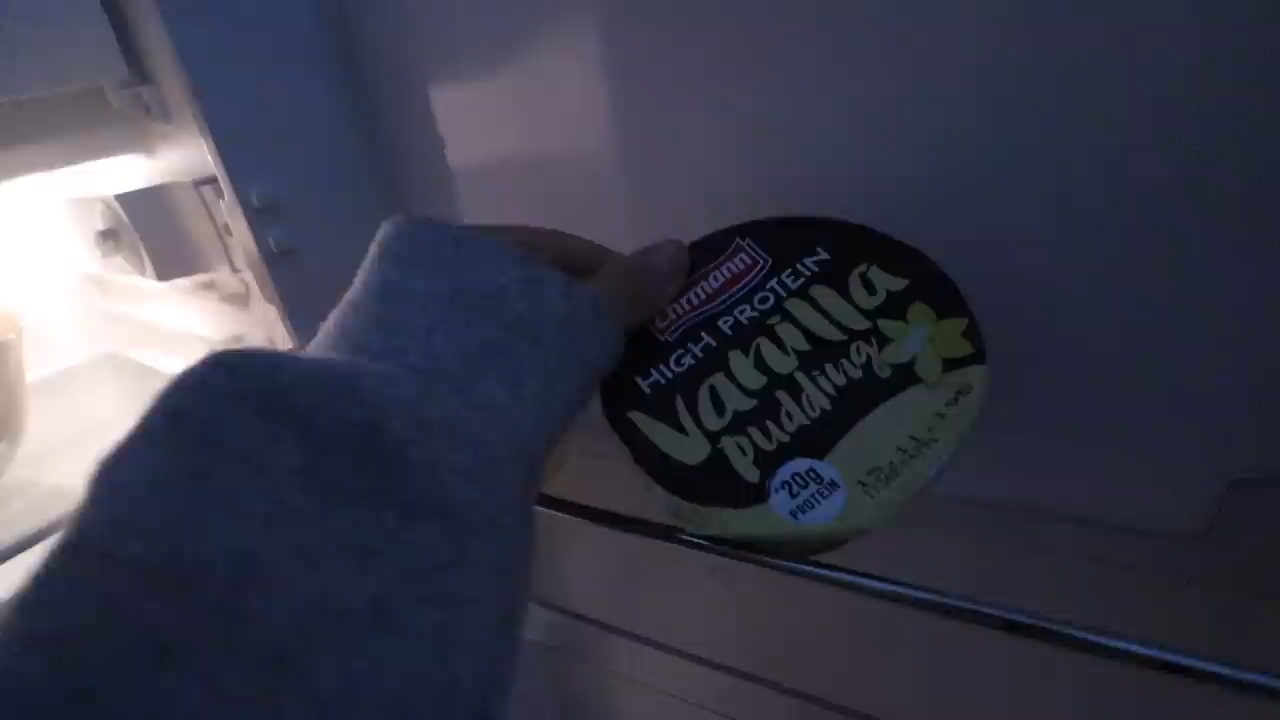 Ehrmann
HIGH PROTEIN
Vanilla
pudding
20g
PROTEIN